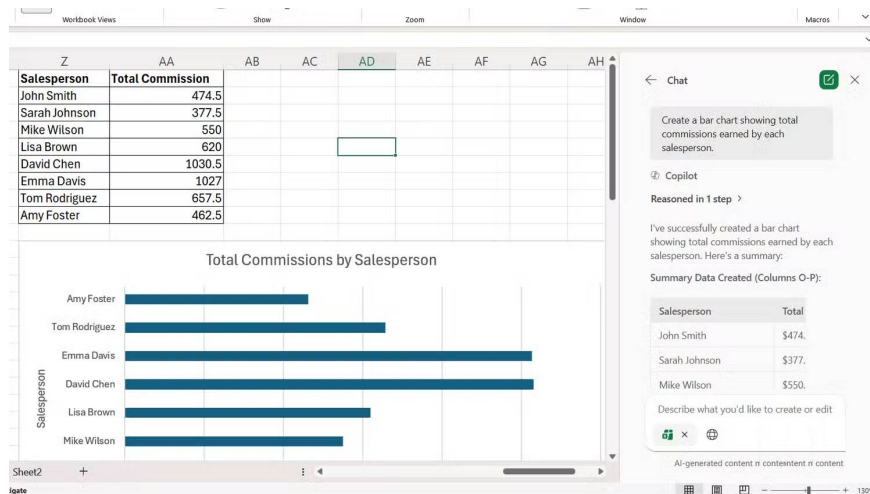 Workbook Views Show Zoom Window Macros
Z AA AB AC AD AE AF AG AH
Salesperson Total Commission
John Smith 474.5
Sarah Johnson 377.5
Mike Wilson 550
Lisa Brown 620
David Chen 1030.5
Emma Davis 1027
Tom Rodriguez 657.5
Amy Foster 462.5
Total Commissions by Salesperson
Salesperson
Amy Foster
Tom Rodriguez
Emma Davis
David Chen
Lisa Brown
Mike Wilson
Sheet2 +
igate
Chat
Create a bar chart showing total
commissions earned by each
salesperson.
Copilot
Reasoned in 1 step >
I've successfully created a bar chart
showing total commissions earned by each
salesperson. Here's a summary:
Summary Data Created (Columns O-P):
Salesperson Total
John Smith $474.
Sarah Johnson $377.
Mike Wilson $550.
Describe what you'd like to create or edit
AI-generated content n contentent n content
- + 130